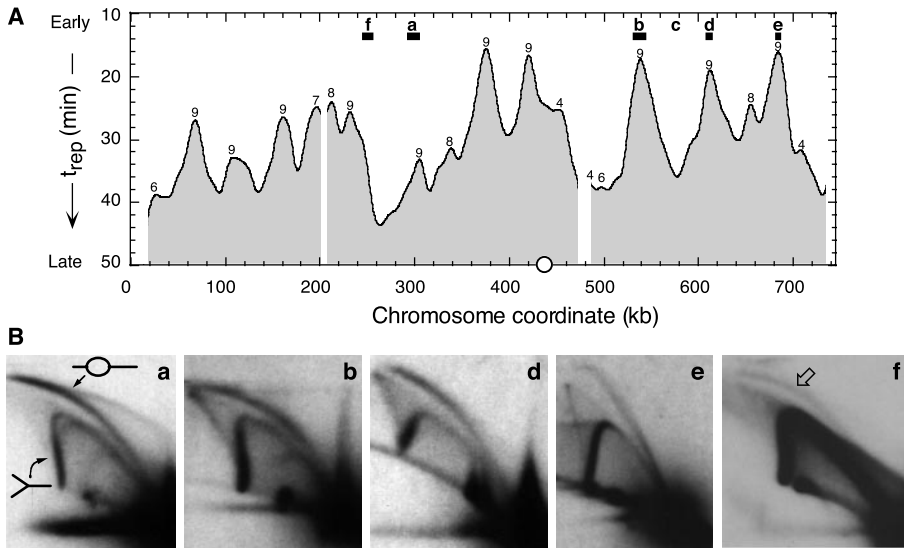 A
Early
Late
t_rep (min)
10
20
30
40
50
f a b c d e
6 9 9 9 7 8 9 9 8 9 9 4 4 6 9 9 8 9 4
0 100 200 300 400 500 600 700
Chromosome coordinate (kb)
B
a b d e f